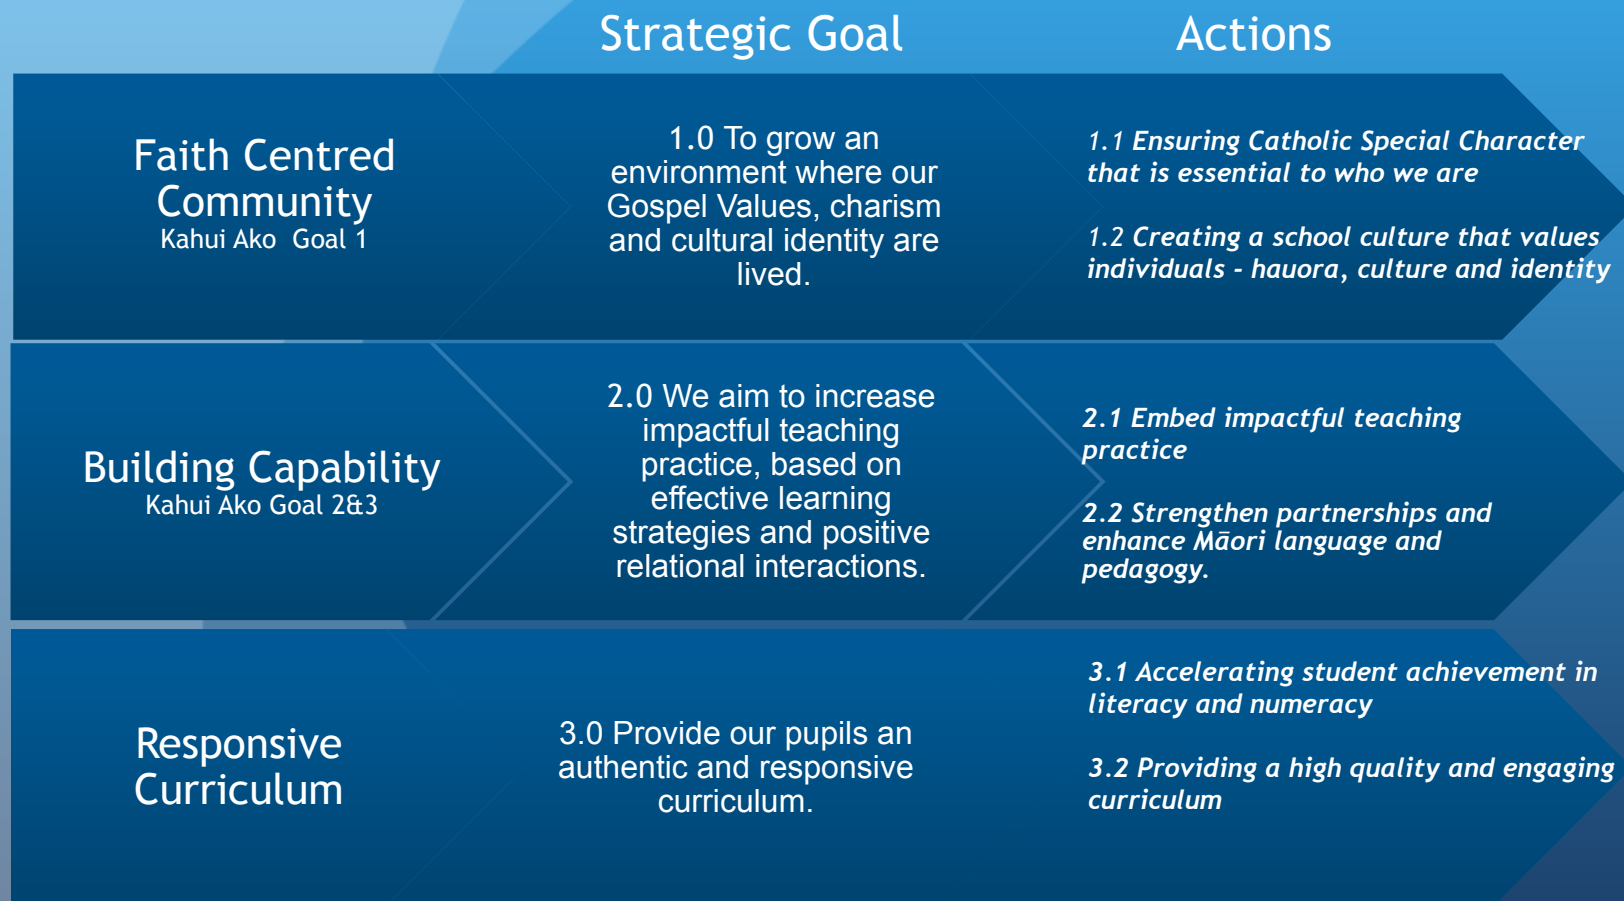 Strategic Goal
Actions
Faith Centred
Community
Kahui Ako Goal 1
1.0 To grow an
environment where our
Gospel Values, charism
and cultural identity are
lived.
1.1 Ensuring Catholic Special Character
that is essential to who we are
1.2 Creating a school culture that values
individuals - hauora, culture and identity
Building Capability
Kahui Ako Goal 2&3
2.0 We aim to increase
impactful teaching
practice, based on
effective learning
strategies and positive
relational interactions.
2.1 Embed impactful teaching
practice
2.2 Strengthen partnerships and
enhance Māori language and
pedagogy.
Responsive
Curriculum
3.0 Provide our pupils an
authentic and responsive
curriculum.
3.1 Accelerating student achievement in
literacy and numeracy
3.2 Providing a high quality and engaging
curriculum